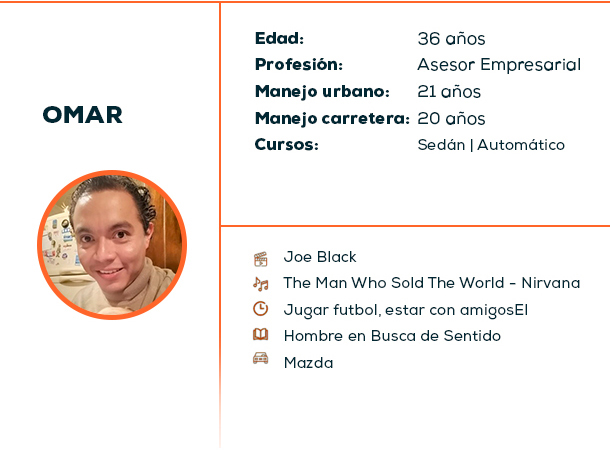 OMAR
Edad: 36 años
Profesión: Asesor Empresarial
Manejo urbano: 21 años
Manejo carretera: 20 años
Cursos: Sedán | Automático
Joe Black
The Man Who Sold The World - Nirvana
Jugar futbol, estar con amigosEl
Hombre en Busca de Sentido
Mazda